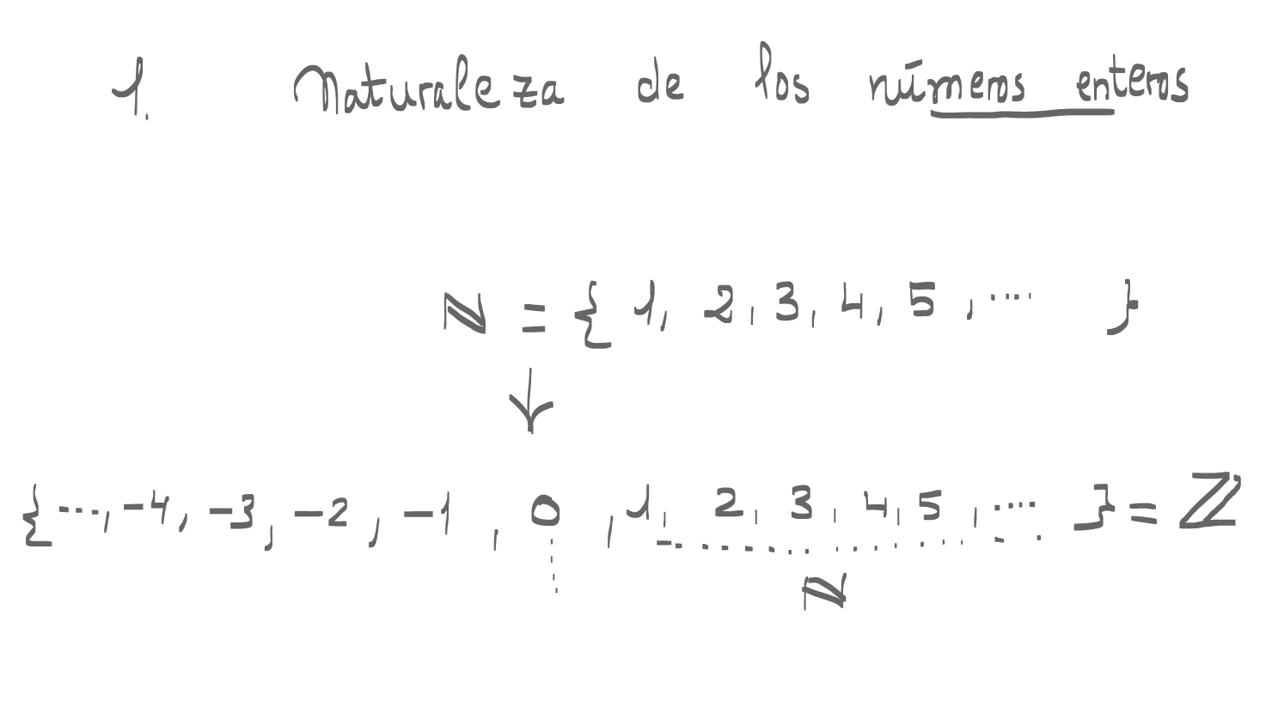 1. Naturaleza de los números enteros
ℕ = { 1, 2, 3, 4, 5, .... }
{ ..., -4, -3, -2, -1, 0, 1, 2, 3, 4, 5, .... } = ℤ
ℕ